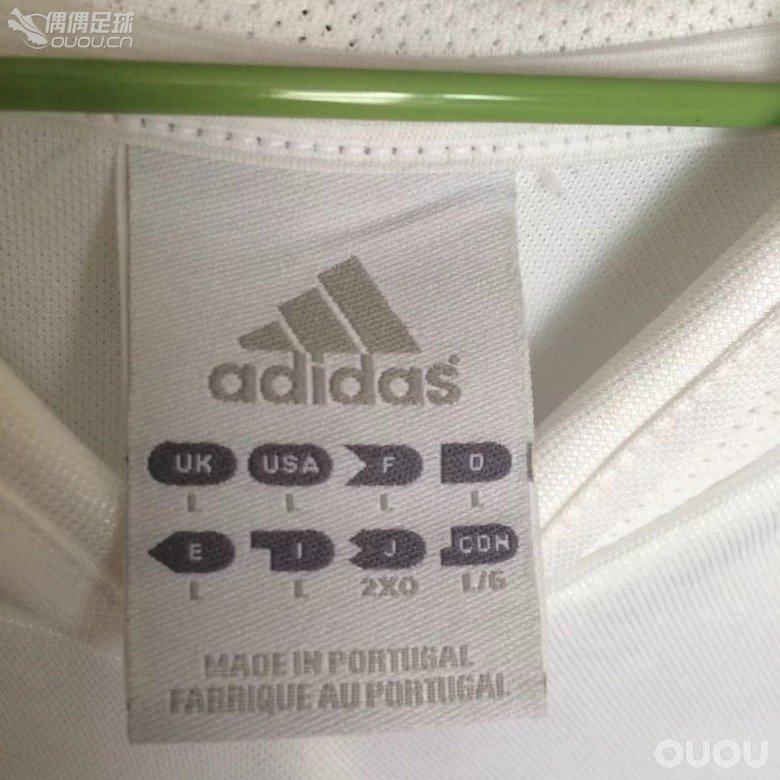 偶偶足球
OUOU.CN
adidas
UK USA F D
L L L L
E I J CDN
L L 2XO L/G
MADE IN PORTUGAL
FABRIQUE AU PORTUGAL
OUOU